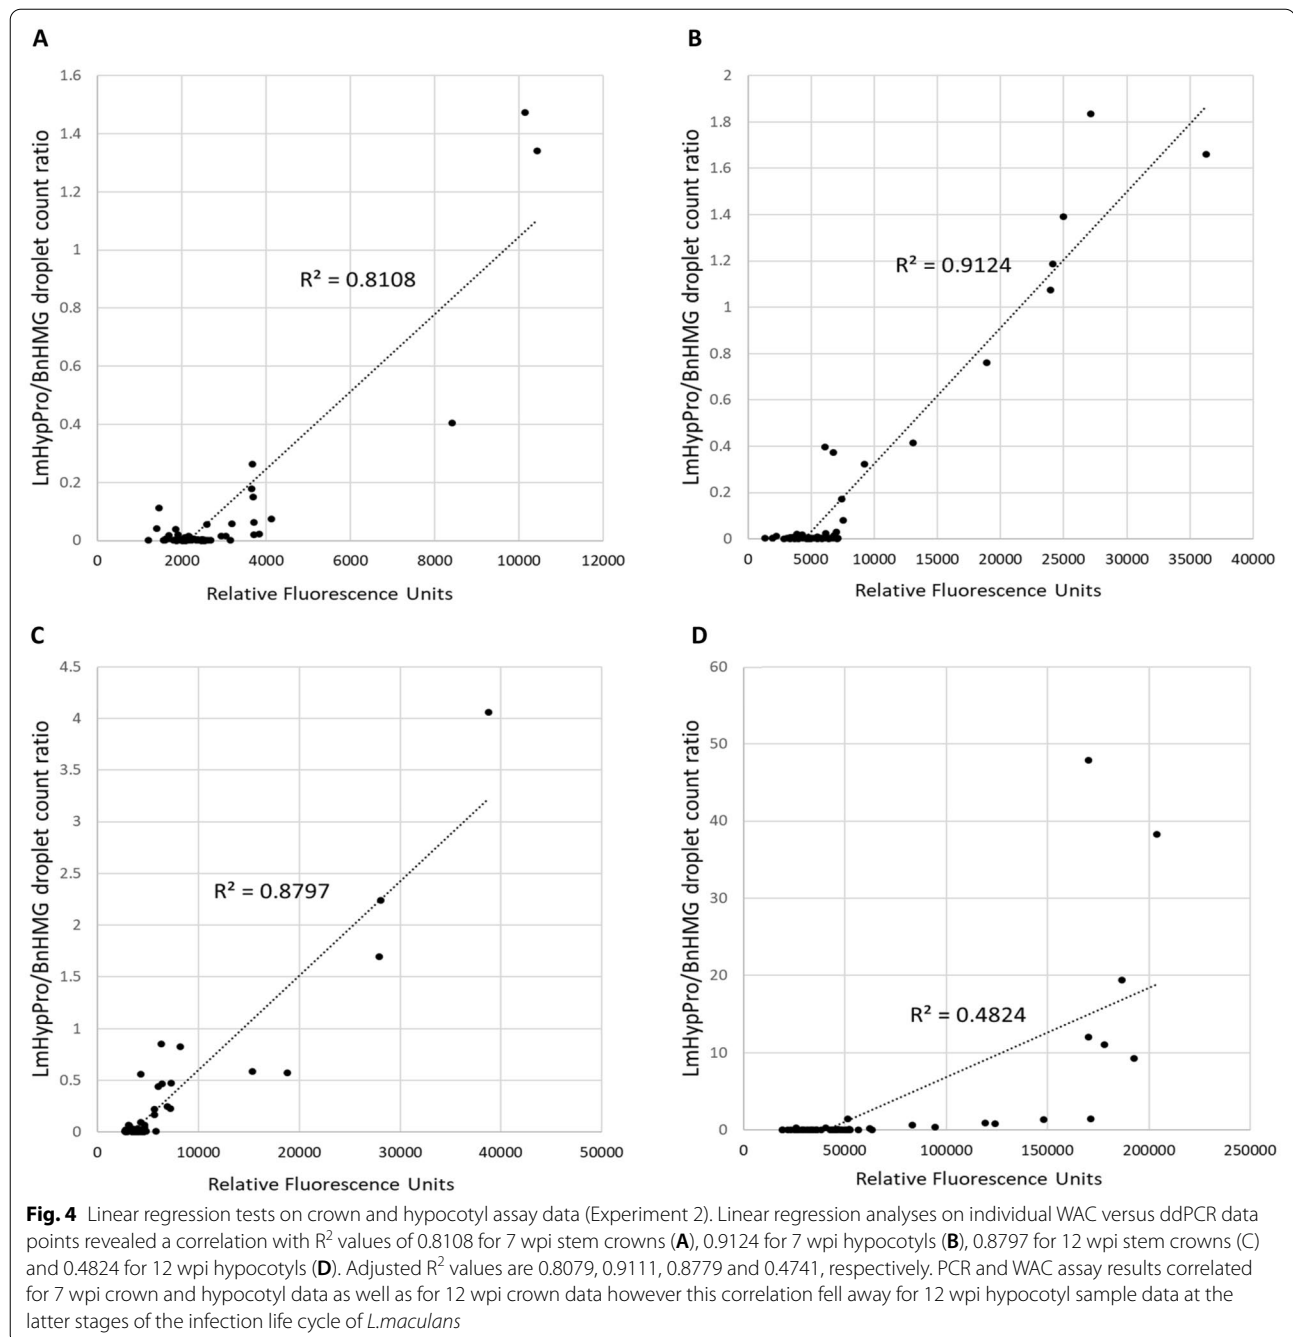 A
1.6
1.4
1.2
1
0.8
0.6
0.4
0.2
0
LmHypPro/BnHMG droplet count ratio
R² = 0.8108
0 2000 4000 6000 8000 10000 12000
Relative Fluorescence Units
B
2
1.8
1.6
1.4
1.2
1
0.8
0.6
0.4
0.2
0
LmHypPro/BnHMG droplet count ratio
R² = 0.9124
0 5000 10000 15000 20000 25000 30000 35000 40000
Relative Fluorescence Units
C
4.5
4
3.5
3
2.5
2
1.5
1
0.5
0
LmHypPro/BnHMG droplet count ratio
R² = 0.8797
0 10000 20000 30000 40000 50000
Relative Fluorescence Units
D
60
50
40
30
20
10
0
LmHypPro/BnHMG droplet count ratio
R² = 0.4824
0 50000 100000 150000 200000 250000
Relative Fluorescence Units
Fig. 4 Linear regression tests on crown and hypocotyl assay data (Experiment 2). Linear regression analyses on individual WAC versus ddPCR data
points revealed a correlation with R² values of 0.8108 for 7 wpi stem crowns (A), 0.9124 for 7 wpi hypocotyls (B), 0.8797 for 12 wpi stem crowns (C)
and 0.4824 for 12 wpi hypocotyls (D). Adjusted R² values are 0.8079, 0.9111, 0.8779 and 0.4741, respectively. PCR and WAC assay results correlated
for 7 wpi crown and hypocotyl data as well as for 12 wpi crown data however this correlation fell away for 12 wpi hypocotyl sample data at the
latter stages of the infection life cycle of L.maculans